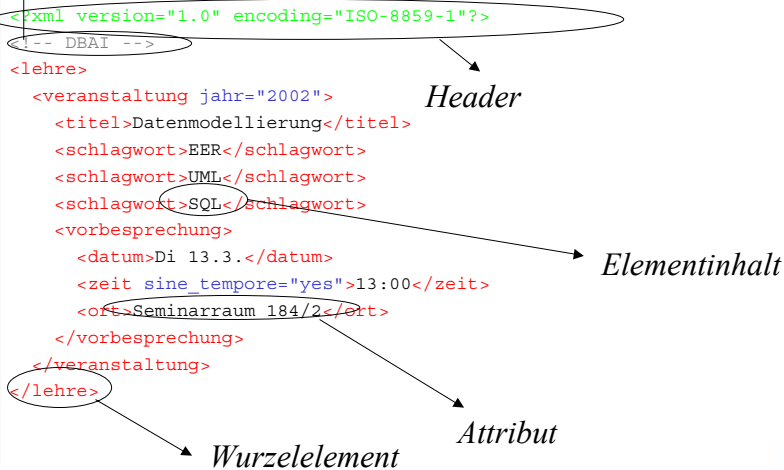 <?xml version="1.0" encoding="ISO-8859-1"?>
<!-- DBAI -->
<lehre>
<veranstaltung jahr="2002">
Header
<titel>Datenmodellierung</titel>
<schlagwort>EER</schlagwort>
<schlagwort>UML</schlagwort>
<schlagwort>SQL</schlagwort>
<vorbesprechung>
<datum>Di 13.3.</datum>
Elementinhalt
<zeit sine_tempore="yes">13:00</zeit>
<ort>Seminarraum 184/2</ort>
</vorbesprechung>
</veranstaltung>
</lehre>
Attribut
Wurzelelement